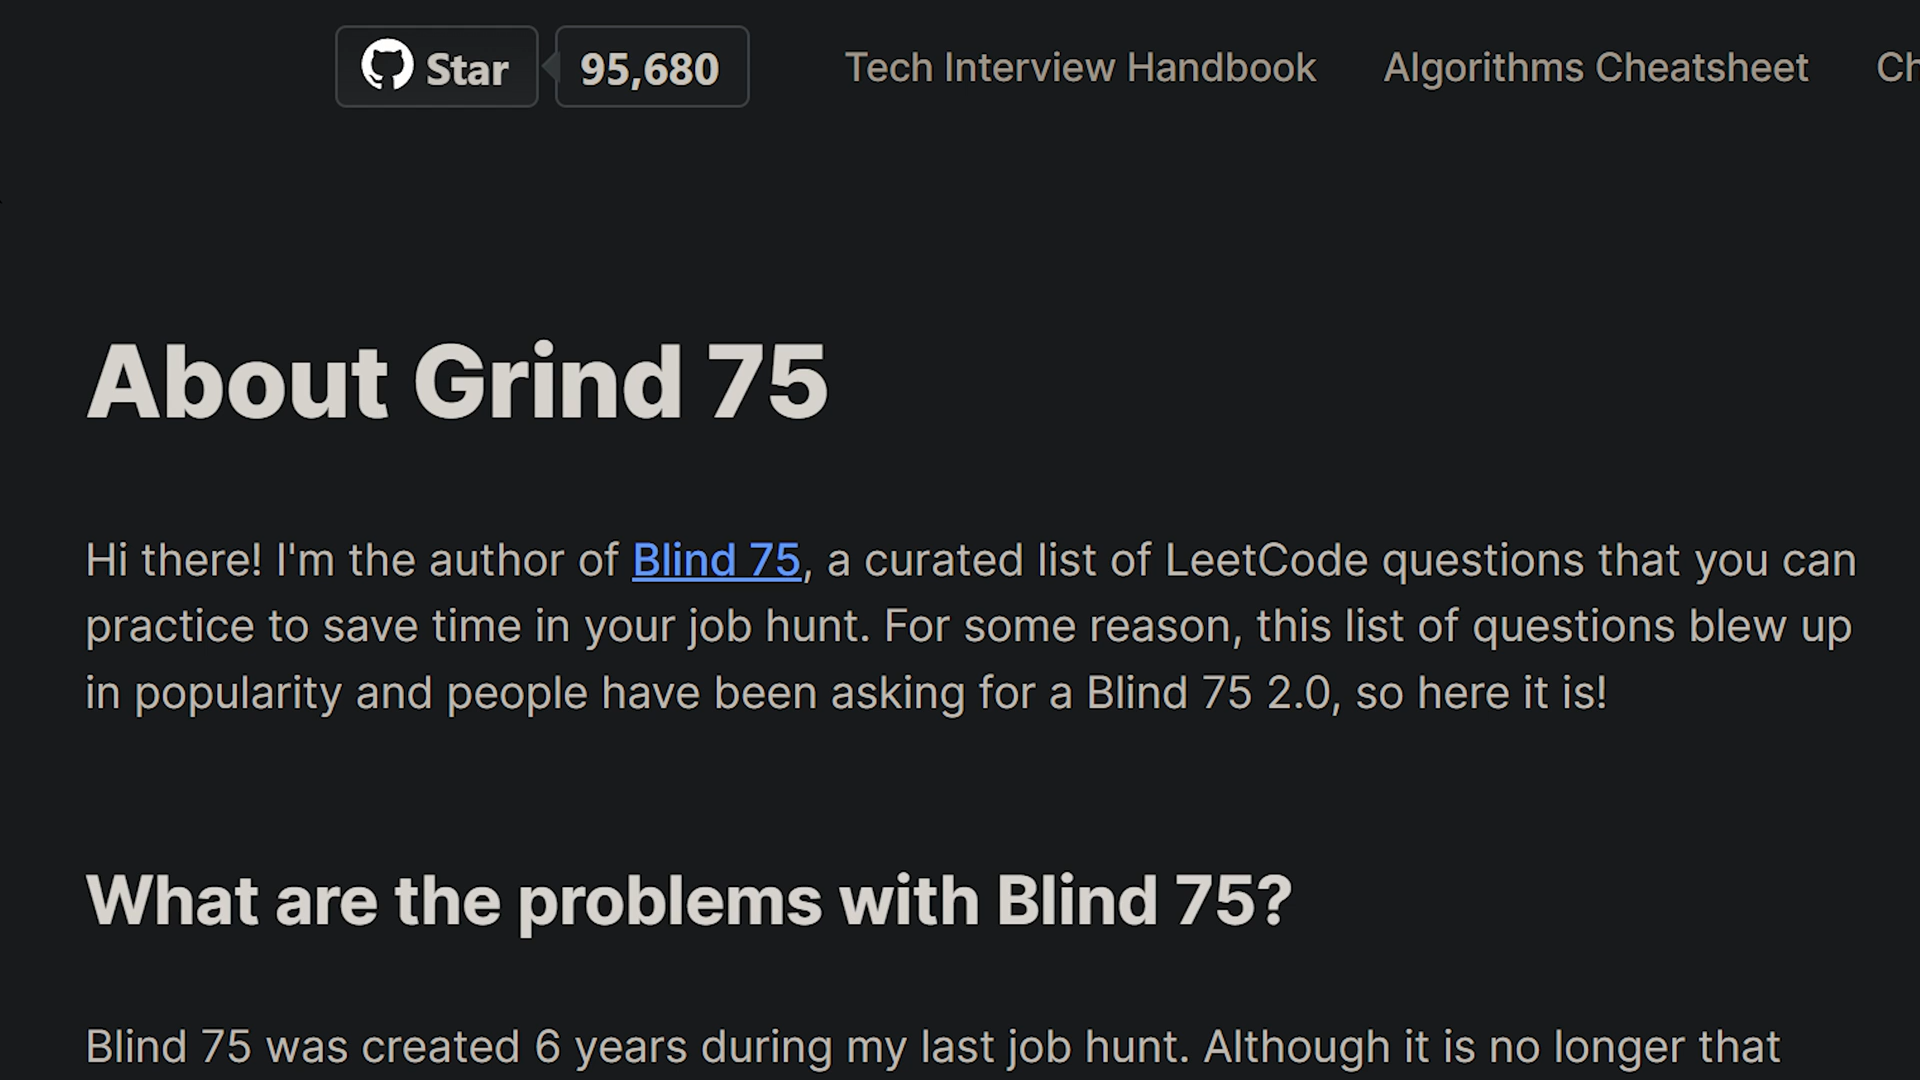 Star 95,680 Tech Interview Handbook Algorithms Cheatsheet Ch
About Grind 75
Hi there! I'm the author of Blind 75, a curated list of LeetCode questions that you can
practice to save time in your job hunt. For some reason, this list of questions blew up
in popularity and people have been asking for a Blind 75 2.0, so here it is!
What are the problems with Blind 75?
Blind 75 was created 6 years during my last job hunt. Although it is no longer that